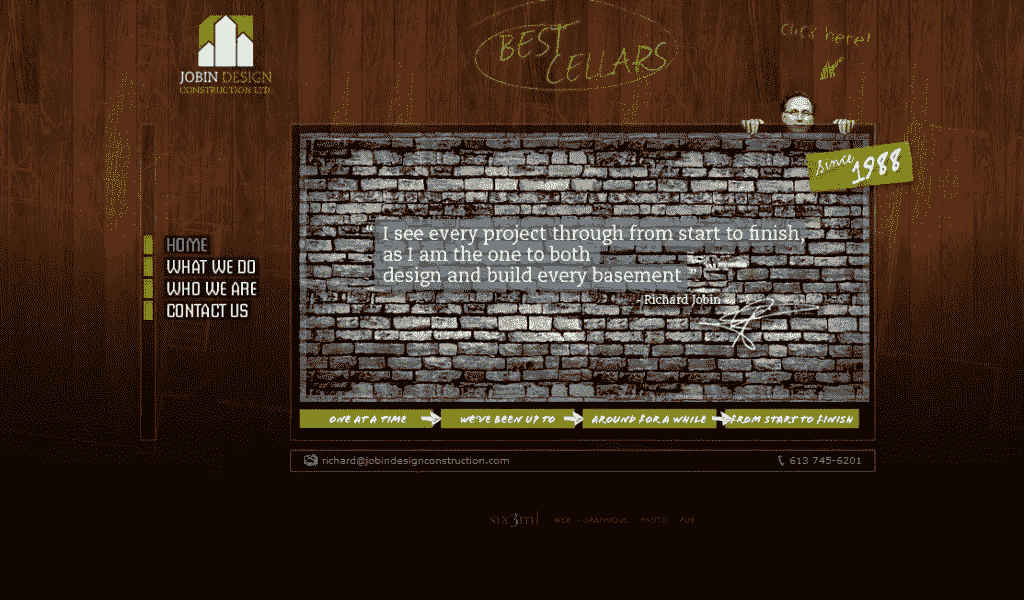 JOBIN DESIGN
CONSTRUCTION LTD.
BEST
CELLARS
click here!
since 1988
HOME
WHAT WE DO
WHO WE ARE
CONTACT US
“ I see every project through from start to finish,
as I am the one to both
design and build every basement ”
- Richard Jobin
ONE AT A TIME
WE'VE BEEN UP TO
AROUND FOR A WHILE
FROM START TO FINISH
richard@jobindesignconstruction.com
613 745-6201
six3ml WEB - GRAPHIQUE PHOTO PUB